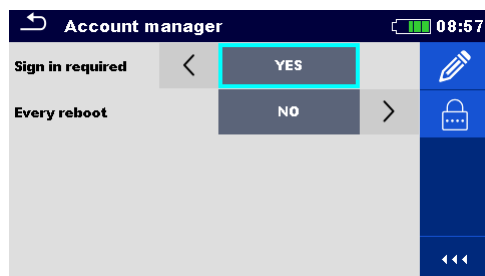 Account manager 08:57
Sign in required YES
Every reboot NO